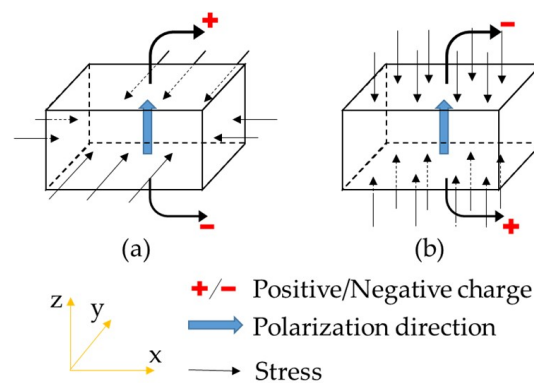 +
-
-
+
(a)
(b)
z
y
x
+/- Positive/Negative charge
Polarization direction
Stress